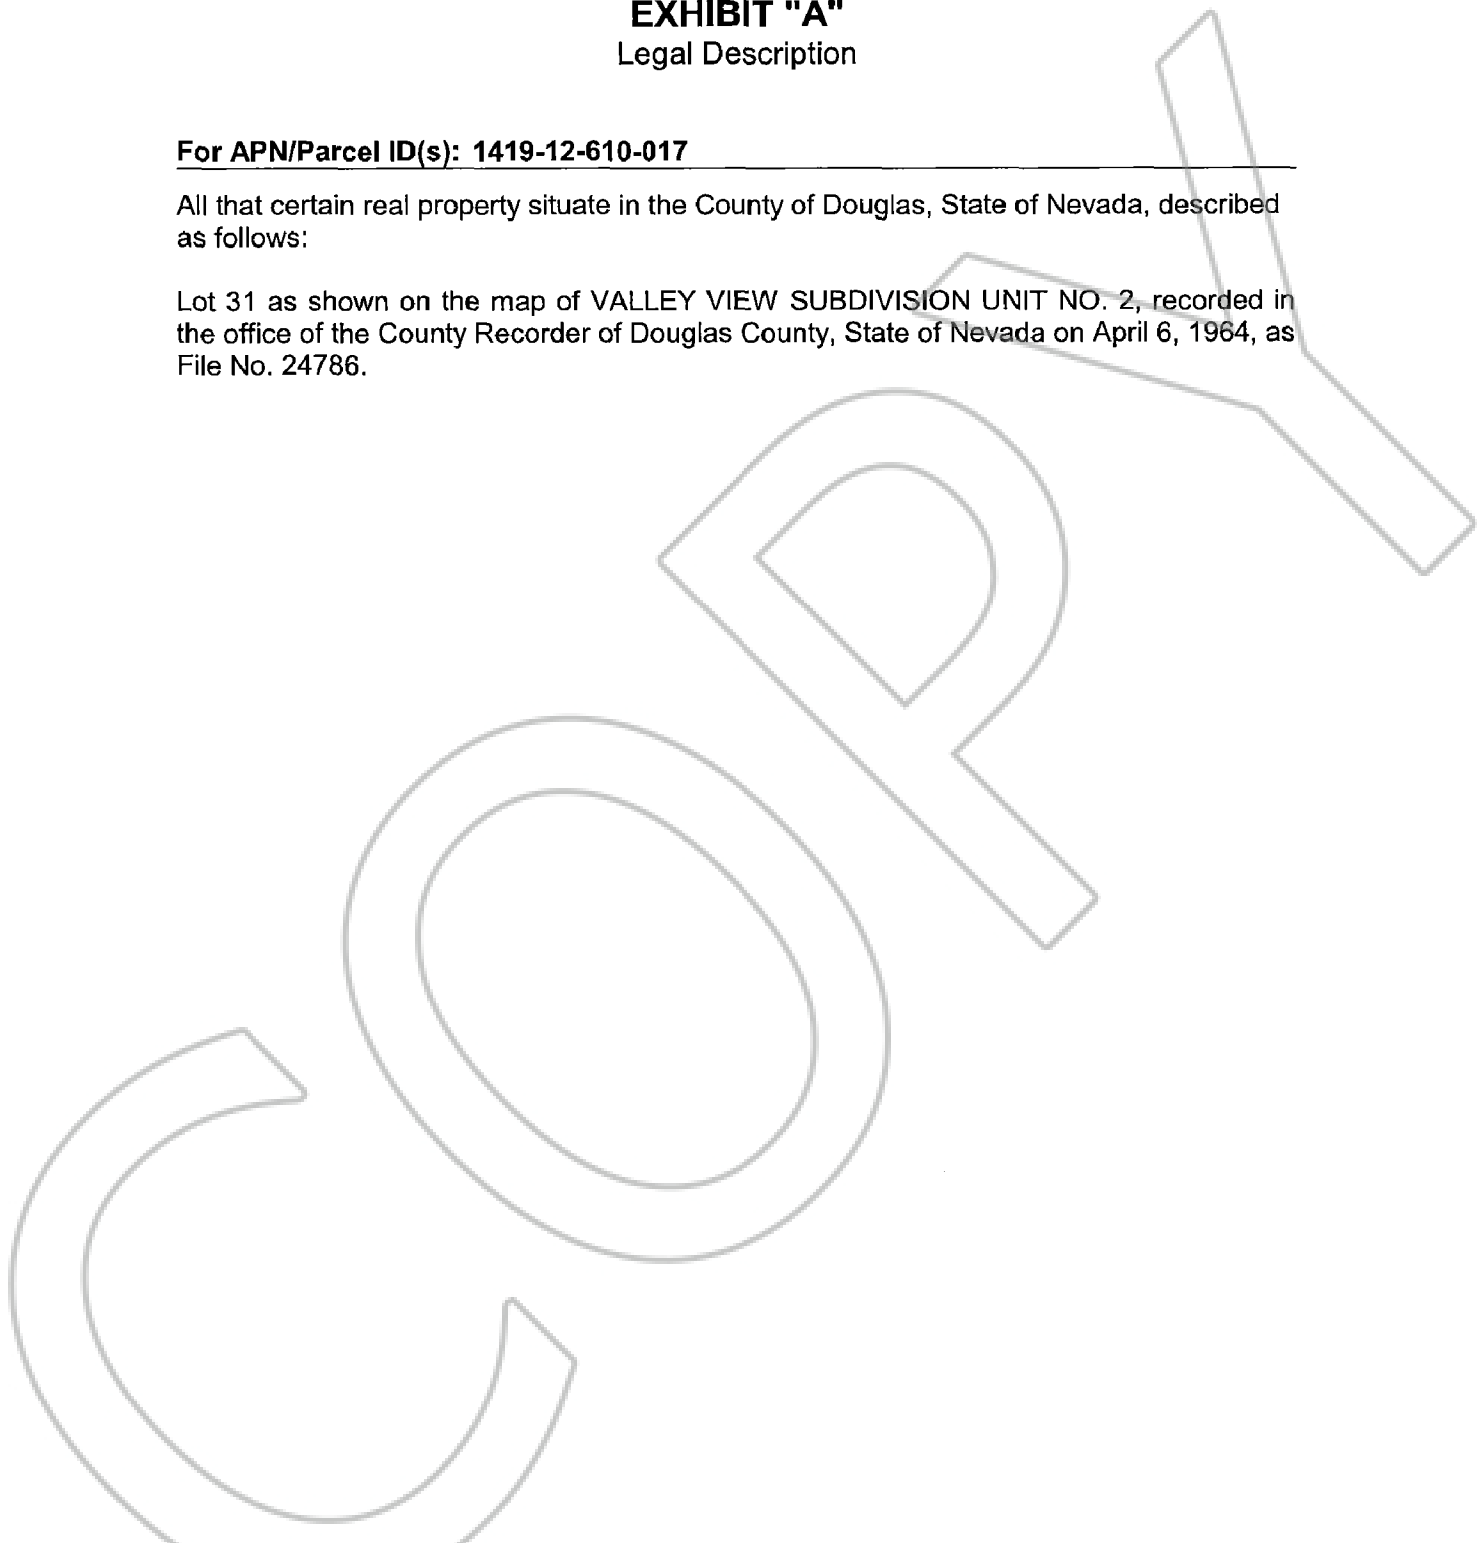 EXHIBIT "A"
Legal Description
For APN/Parcel ID(s): 1419-12-610-017
All that certain real property situate in the County of Douglas, State of Nevada, described
as follows:
Lot 31 as shown on the map of VALLEY VIEW SUBDIVISION UNIT NO. 2, recorded in
the office of the County Recorder of Douglas County, State of Nevada on April 6, 1964, as
File No. 24786.
COPY